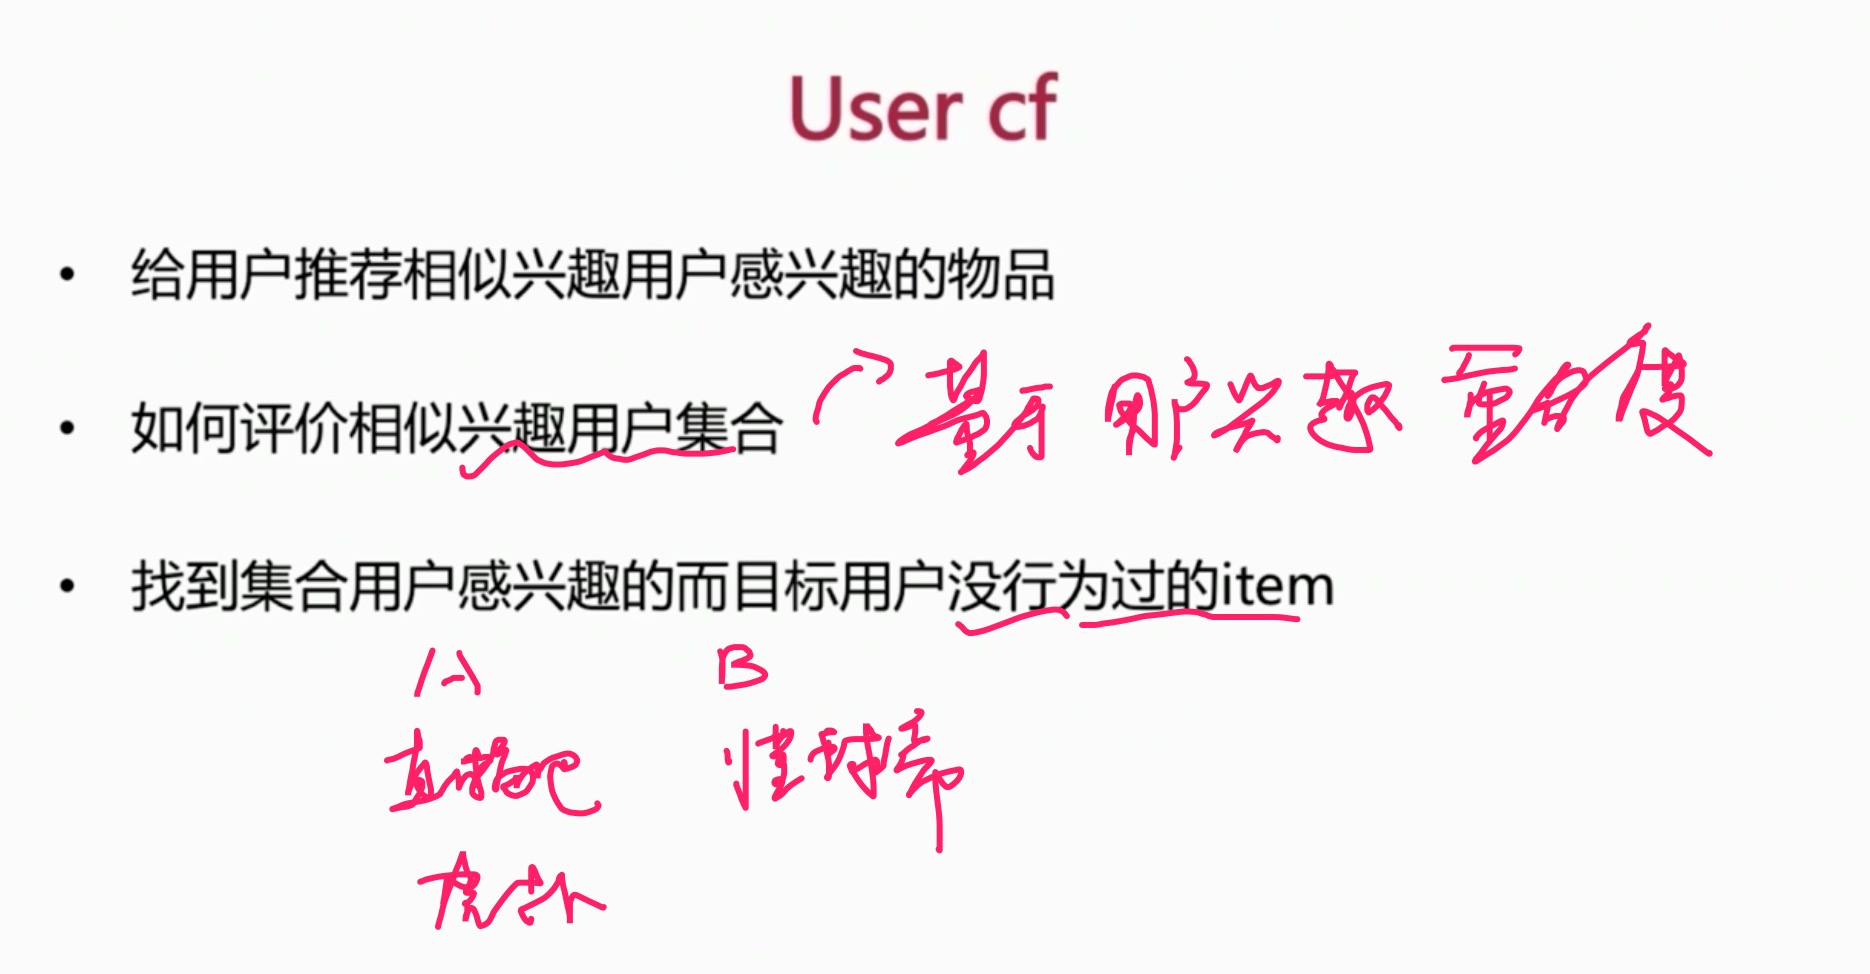 User cf
• 给用户推荐相似兴趣用户感兴趣的物品
• 如何评价相似兴趣用户集合 基于用户兴趣重合度
• 找到集合用户感兴趣的而目标用户没行为过的item
A B
直播吧 懂球帝
虎扑